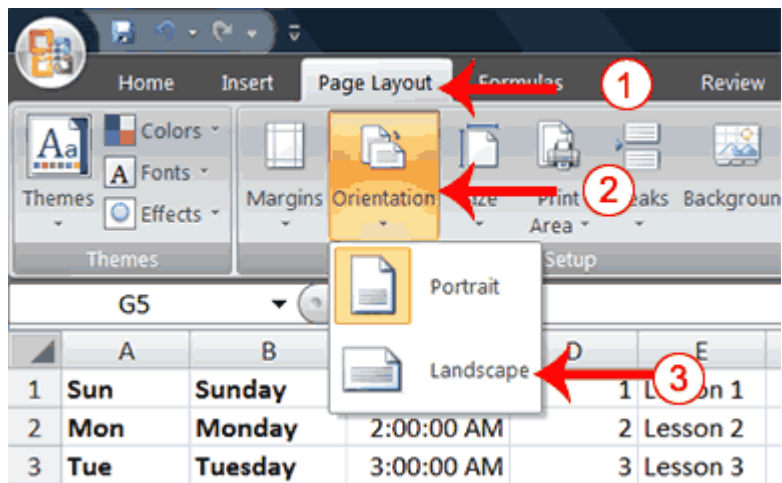 Home Insert Page Layout Formulas 1 Review
Aa Colors
A Fonts
Effects
Themes Margins Orientation 2 Print
Area
Themes Setup
Portrait
Landscape 3
G5
A B D E
1 Sun Sunday 1 1
2 Mon Monday 2:00:00 AM 2 Lesson 2
3 Tue Tuesday 3:00:00 AM 3 Lesson 3